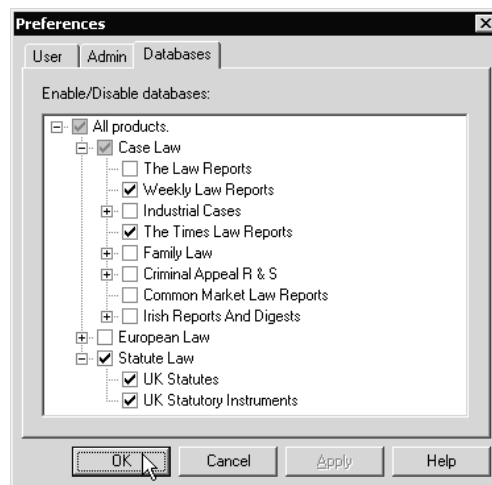 Preferences
User Admin Databases
Enable/Disable databases:
All products.
Case Law
The Law Reports
Weekly Law Reports
Industrial Cases
The Times Law Reports
Family Law
Criminal Appeal R & S
Common Market Law Reports
Irish Reports And Digests
European Law
Statute Law
UK Statutes
UK Statutory Instruments
OK Cancel Apply Help